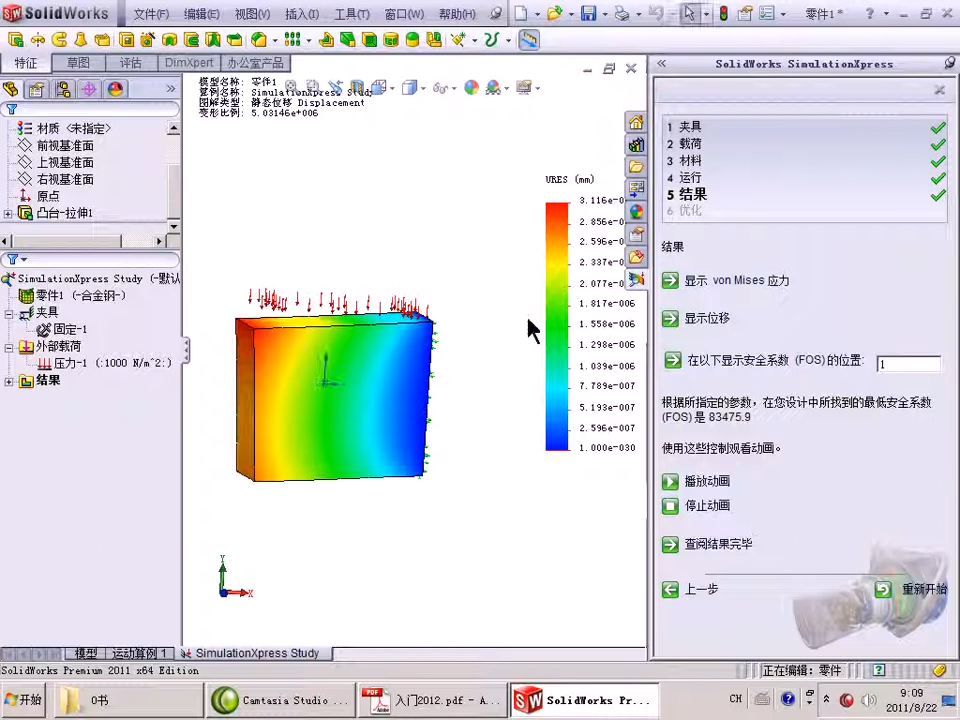 SolidWorks 文件(F) 编辑(E) 视图(V) 插入(I) 工具(T) 窗口(W) 帮助(H) 零件1 *
特征 草图 评估 DimXpert 办公室产品
SolidWorks SimulationXpress
材质 <未指定>
前视基准面
上视基准面
右视基准面
原点
凸台-拉伸1
SimulationXpress Study (-默认
零件1 (-合金钢-)
夹具
固定-1
外部载荷
压力-1 (:1000 N/m^2:)
结果
模型名称: 零件1
算例名称: SimulationXpress Study
图解类型: 静态位移 Displacement
变形比例: 5.03146e+006
URES (mm)
3.116e-0
2.856e-0
2.596e-0
2.337e-0
2.077e-0
1.817e-006
1.558e-006
1.298e-006
1.039e-006
7.789e-007
5.193e-007
2.596e-007
1.000e-030
Y
X
1 夹具
2 载荷
3 材料
4 运行
5 结果
6 优化
结果
显示 von Mises 应力
显示位移
在以下显示安全系数 (FOS) 的位置: 1
根据所指定的参数，在您设计中所找到的最低安全系数
(FOS) 是 83475.9
使用这些控制观看动画。
播放动画
停止动画
查阅结果完毕
上一步 重新开始
模型 运动算例 1 SimulationXpress Study
SolidWorks Premium 2011 x64 Edition 正在编辑: 零件
开始 0书 Camtasia Studio ... 入门2012.pdf - A... SolidWorks Pr... CH 9:09
2011/8/22